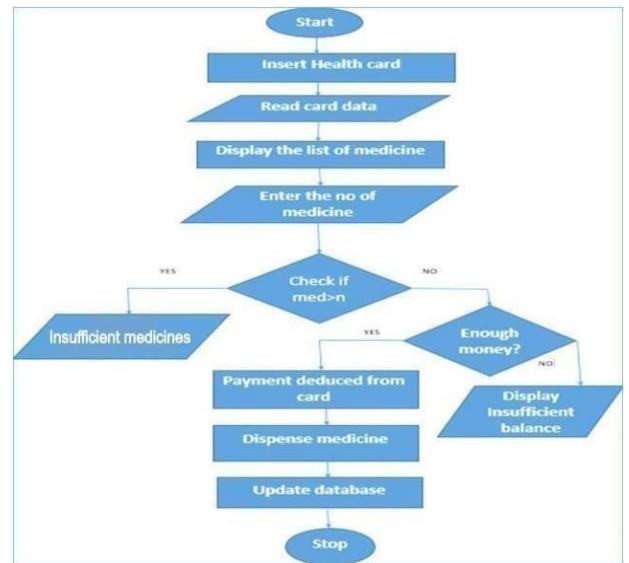 Start
Insert Health card
Read card data
Display the list of medicine
Enter the no of
medicine
YES
Check if
med>n
NO
Insufficient medicines
YES
Enough
money?
NO
Payment deduced from
card
Display
Insufficient
balance
Dispense medicine
Update database
Stop